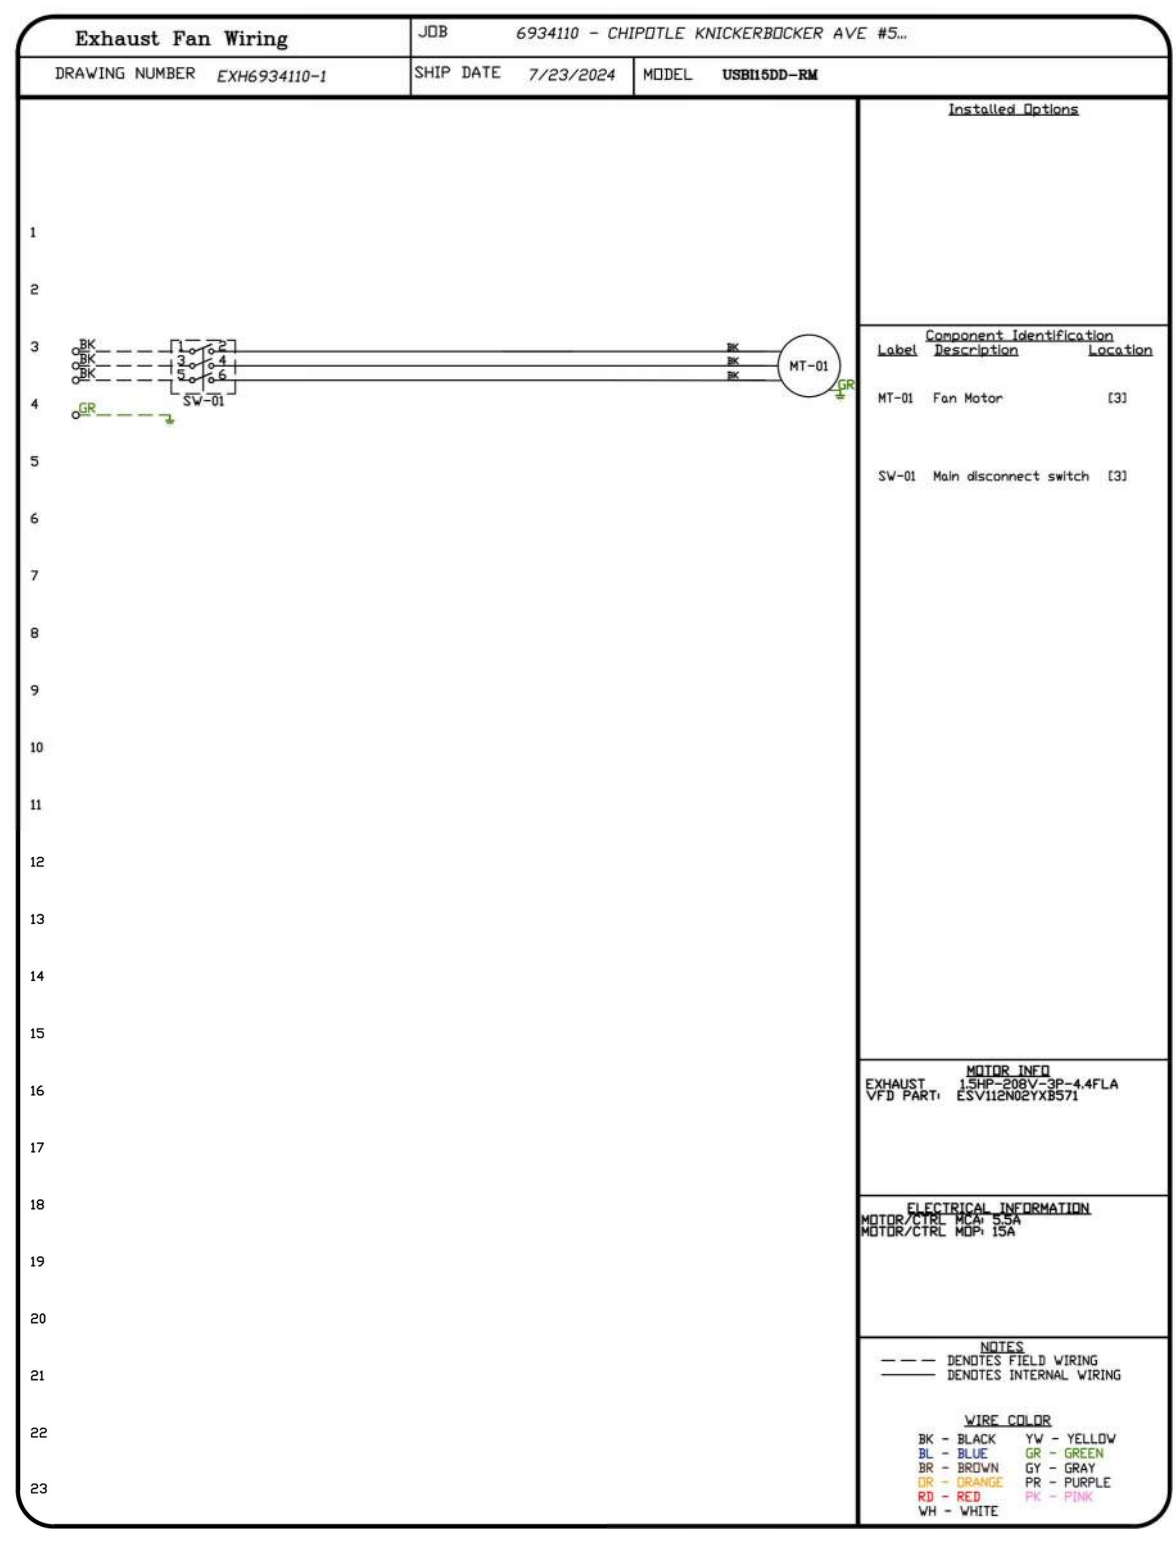 Exhaust Fan Wiring
JOB 6934110 - CHIPOTLE KNICKERBOCKER AVE #5...
DRAWING NUMBER EXH6934110-1
SHIP DATE 7/23/2024
MODEL USBI15DD-RM
Installed Options
1
2
3
BK
BK
BK
1 2
3 4
5 6
SW-01
BK
BK
BK
MT-01
GR
4
GR
5
6
7
8
9
10
11
12
13
14
15
16
17
18
19
20
21
22
23
Component Identification
Label Description Location
MT-01 Fan Motor [3]
SW-01 Main disconnect switch [3]
MOTOR INFO
EXHAUST 1.5HP-208V-3P-4.4FLA
VFD PART: ESV112N02YXB571
ELECTRICAL INFORMATION
MOTOR/CTRL MCA: 5.5A
MOTOR/CTRL MOP: 15A
NOTES
DENOTES FIELD WIRING
DENOTES INTERNAL WIRING
WIRE COLOR
BK - BLACK YW - YELLOW
BL - BLUE GR - GREEN
BR - BROWN GY - GRAY
OR - ORANGE PR - PURPLE
RD - RED PK - PINK
WH - WHITE